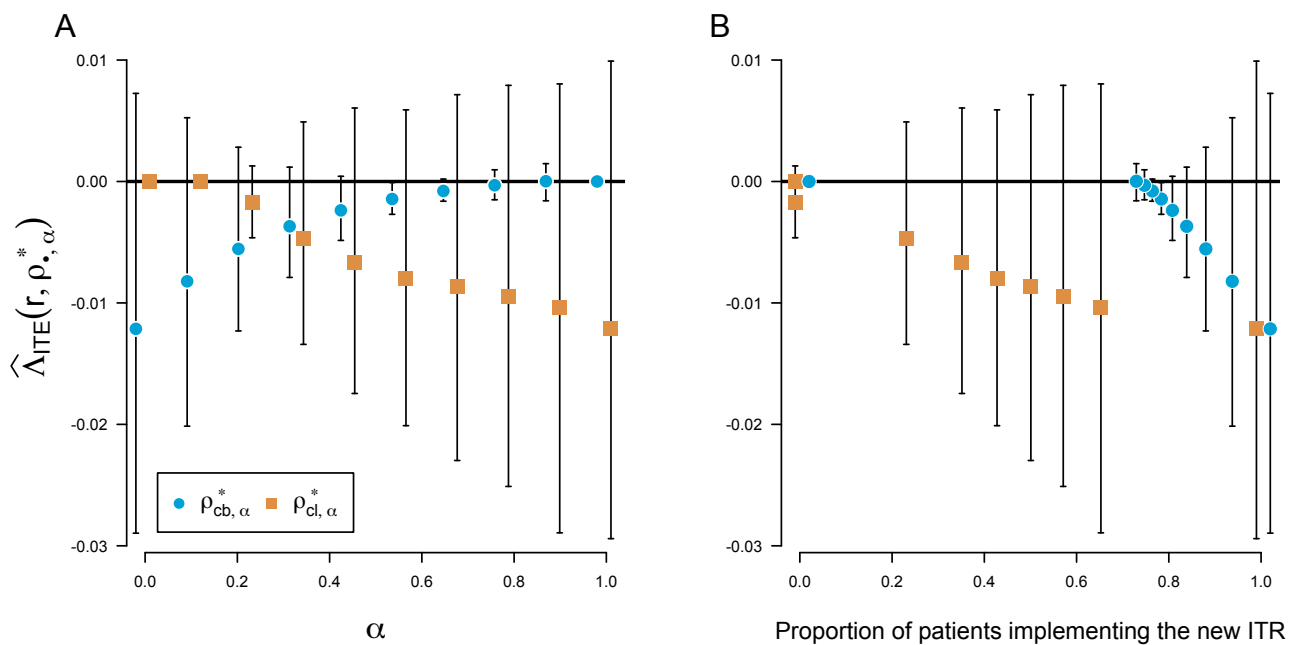 A
B
0.01
0.00
-0.01
-0.02
-0.03
0.01
0.00
-0.01
-0.02
-0.03
Λ̂ITE(r, ρ*•, α)
ρ*cb, α ρ*cl, α
0.0 0.2 0.4 0.6 0.8 1.0
0.0 0.2 0.4 0.6 0.8 1.0
α
Proportion of patients implementing the new ITR